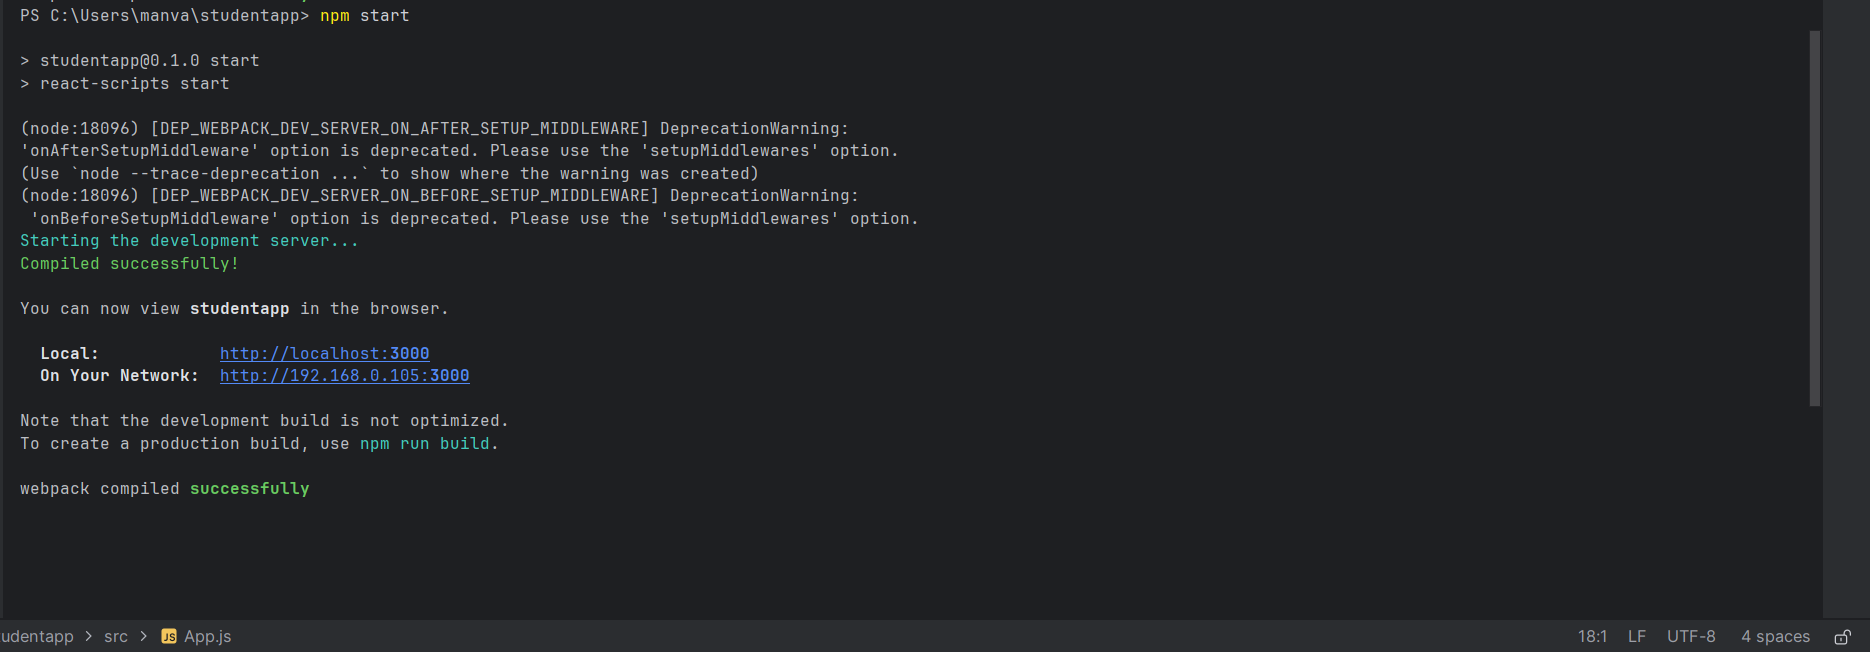 PS C:\Users\manva\studentapp> npm start
> studentapp@0.1.0 start
> react-scripts start
(node:18096) [DEP_WEBPACK_DEV_SERVER_ON_AFTER_SETUP_MIDDLEWARE] DeprecationWarning:
'onAfterSetupMiddleware' option is deprecated. Please use the 'setupMiddlewares' option.
(Use `node --trace-deprecation ...` to show where the warning was created)
(node:18096) [DEP_WEBPACK_DEV_SERVER_ON_BEFORE_SETUP_MIDDLEWARE] DeprecationWarning:
 'onBeforeSetupMiddleware' option is deprecated. Please use the 'setupMiddlewares' option.
Starting the development server...
Compiled successfully!
You can now view studentapp in the browser.
Local: http://localhost:3000
On Your Network: http://192.168.0.105:3000
Note that the development build is not optimized.
To create a production build, use npm run build.
webpack compiled successfully
udentapp > src > JS App.js 18:1 LF UTF-8 4 spaces